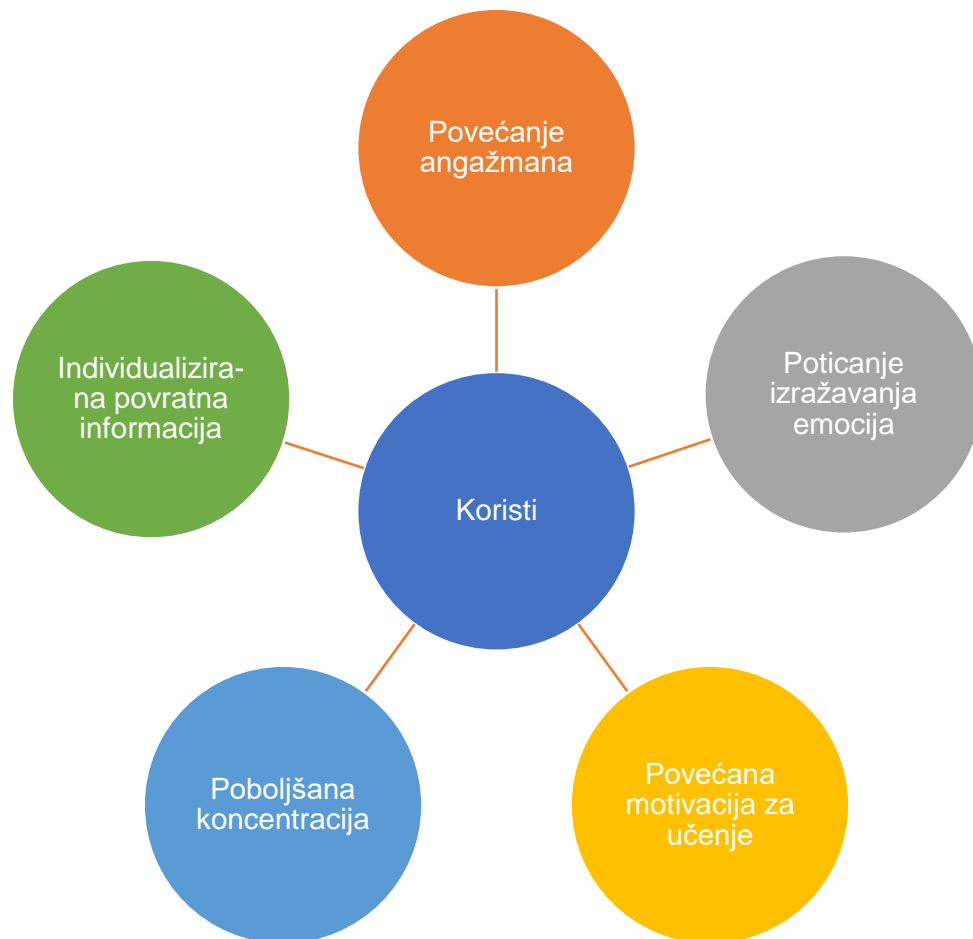 Povećanje
angažmana
Individualizira-
na povratna
informacija
Poticanje
izražavanja
emocija
Koristi
Poboljšana
koncentracija
Povećana
motivacija za
učenje